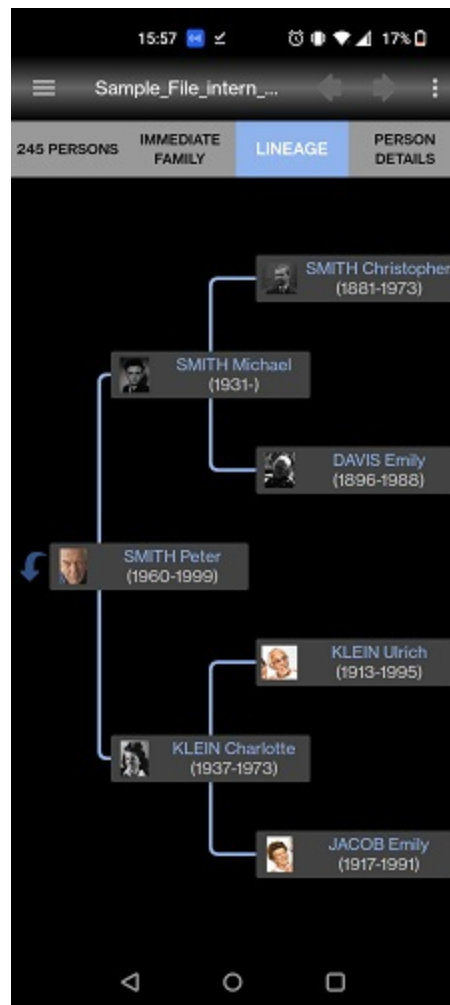 15:57
17%
Sample_File_intern_...
245 PERSONS
IMMEDIATE
FAMILY
LINEAGE
PERSON
DETAILS
SMITH Christopher
(1881-1973)
SMITH Michael
(1931-)
DAVIS Emily
(1896-1988)
SMITH Peter
(1960-1999)
KLEIN Ulrich
(1913-1995)
KLEIN Charlotte
(1937-1973)
JACOB Emily
(1917-1991)